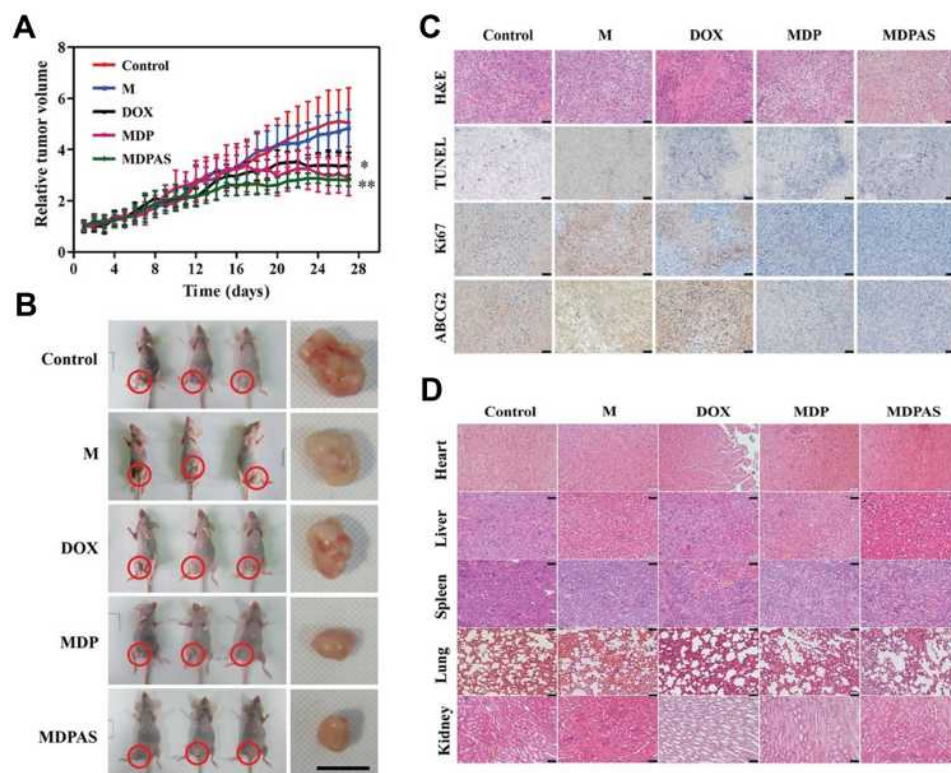 A
Relative tumor volume
8
6
4
2
0
Control
M
DOX
MDP
MDPAS
*
**
0 4 8 12 16 20 24 28
Time (days)
B
Control
M
DOX
MDP
MDPAS
C
Control M DOX MDP MDPAS
H&E
TUNEL
Ki67
ABCG2
D
Control M DOX MDP MDPAS
Heart
Liver
Spleen
Lung
Kidney